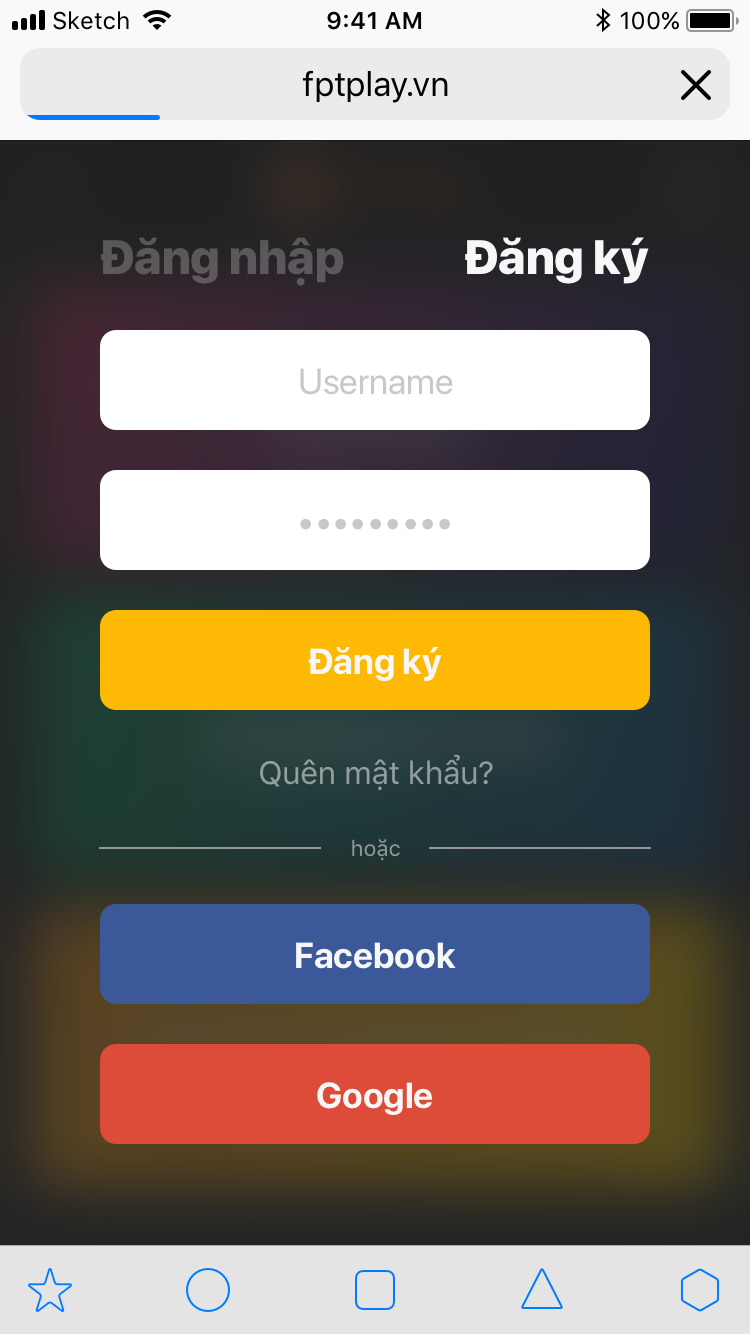 Sketch 9:41 AM 100%
fptplay.vn
Đăng nhập Đăng ký
Username
Đăng ký
Quên mật khẩu?
hoặc
Facebook
Google